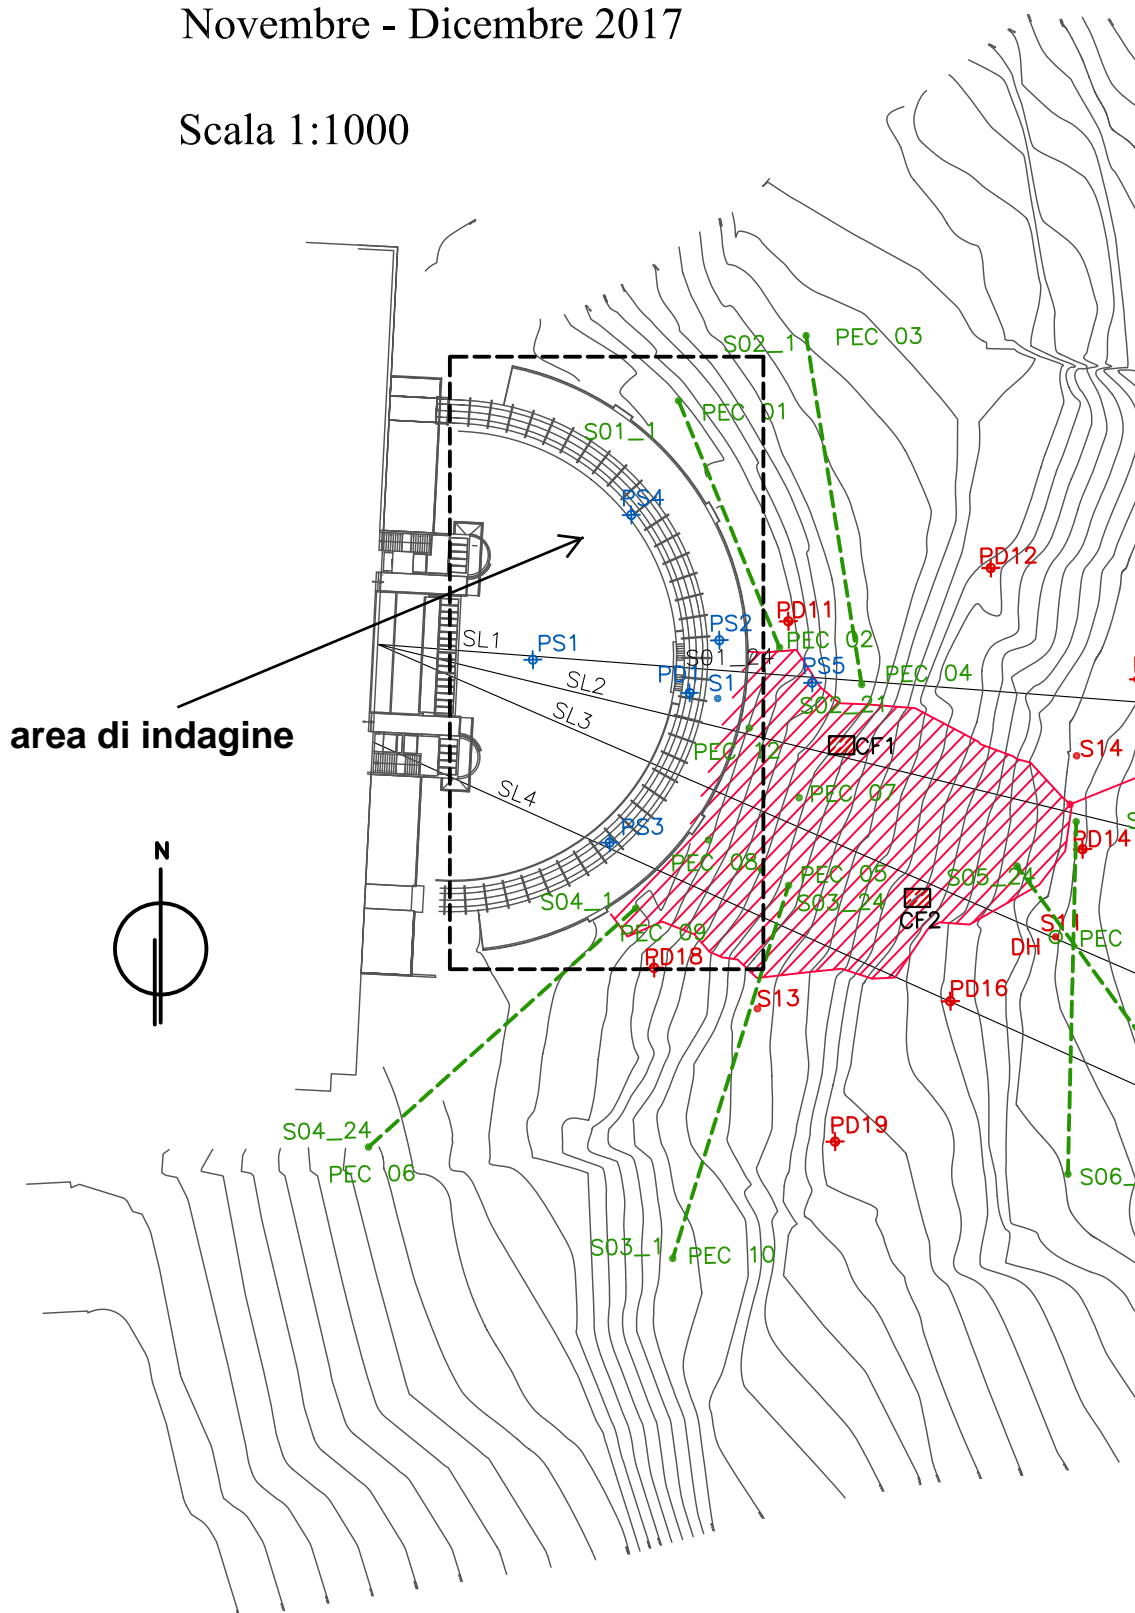 Novembre - Dicembre 2017
Scala 1:1000
S02_1
PEC 03
PEC 01
S01_1
PS4
PD12
PD11
PS2
PEC 02
SL1
PS1
S01_24
PS5
PEC 04
SL2
PD1
S1
S02_21
SL3
area di indagine
PEC 12
CF1
S14
SL4
PEC 07
PS3
PD14
N
PEC 08
PEC 05
S05_24
S04_1
S03_24
CF2
S11
PEC 09
DH
PEC
PD18
PD16
S13
S04_24
PD19
PEC 06
S06_
S03_1
PEC 10